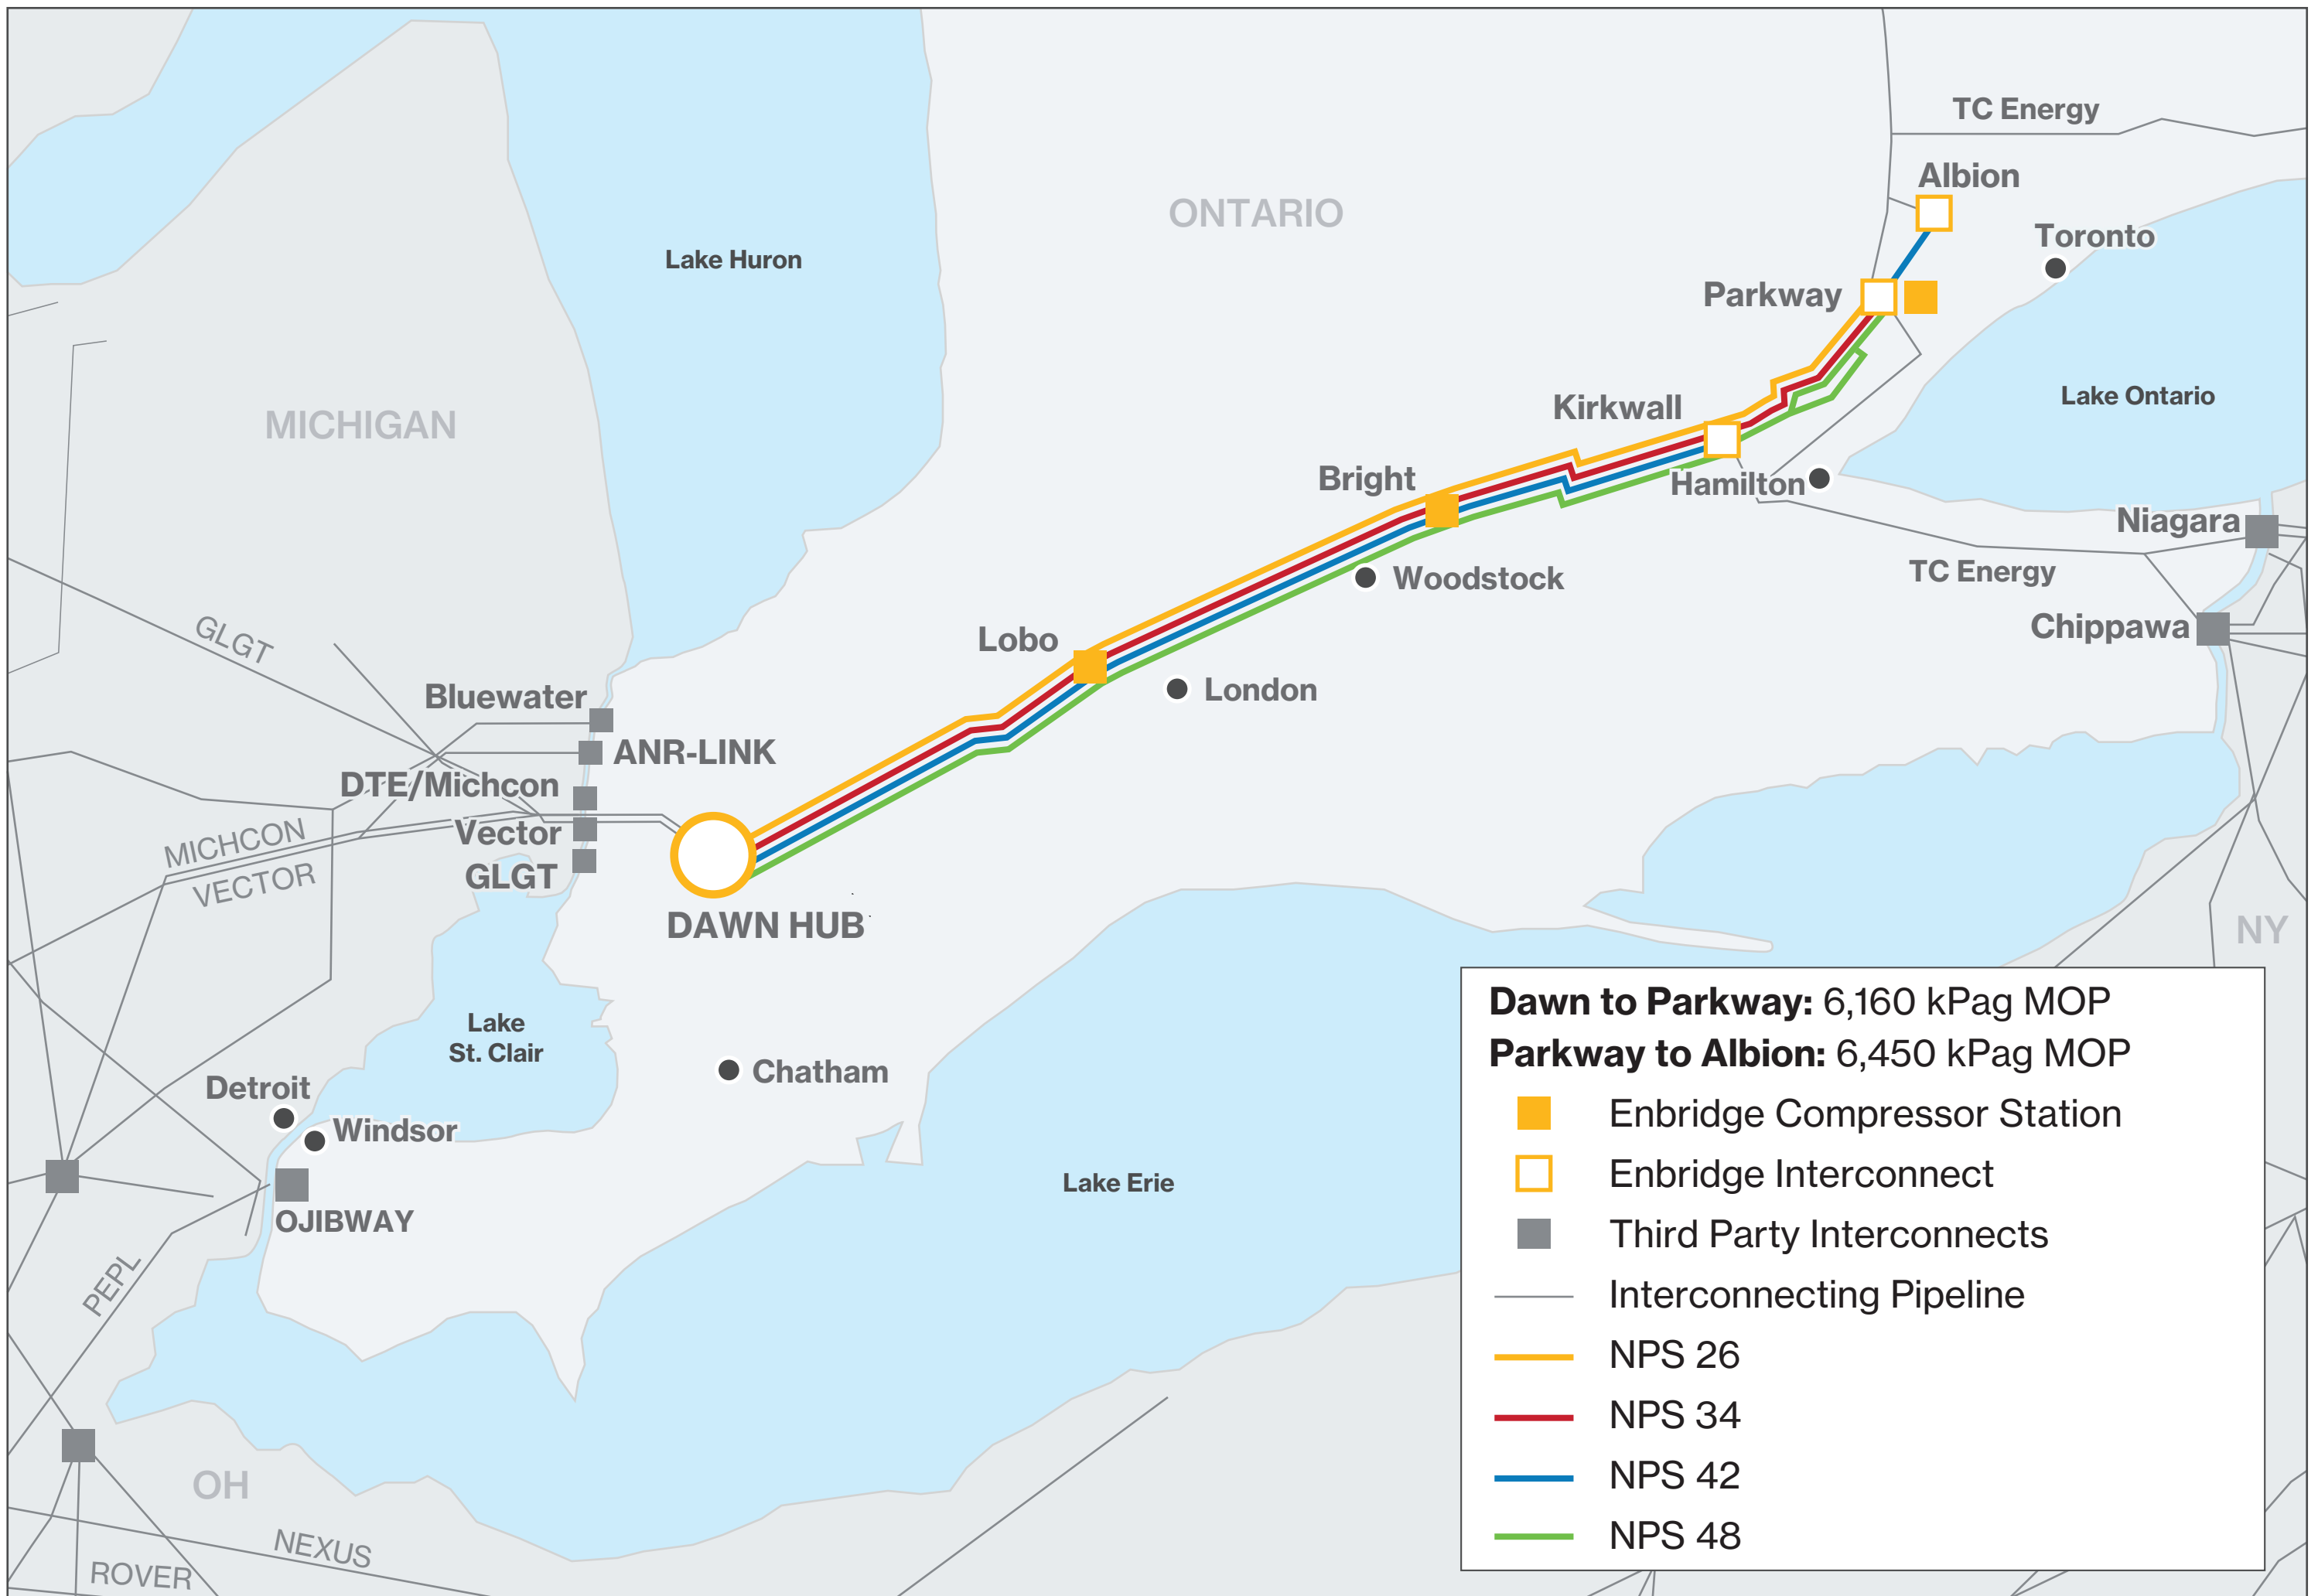 TC Energy
Albion
ONTARIO
Toronto
Lake Huron
Parkway
Lake Ontario
Kirkwall
MICHIGAN
Bright
Hamilton
Niagara
TC Energy
Woodstock
Chippawa
GLGT
Lobo
London
Bluewater
ANR-LINK
DTE/Michcon
MICHCON
Vector
VECTOR
GLGT
DAWN HUB
NY
Lake
St. Clair
Chatham
Detroit
Windsor
Lake Erie
OJIBWAY
PEPL
OH
NEXUS
ROVER
Dawn to Parkway: 6,160 kPag MOP
Parkway to Albion: 6,450 kPag MOP
Enbridge Compressor Station
Enbridge Interconnect
Third Party Interconnects
Interconnecting Pipeline
NPS 26
NPS 34
NPS 42
NPS 48